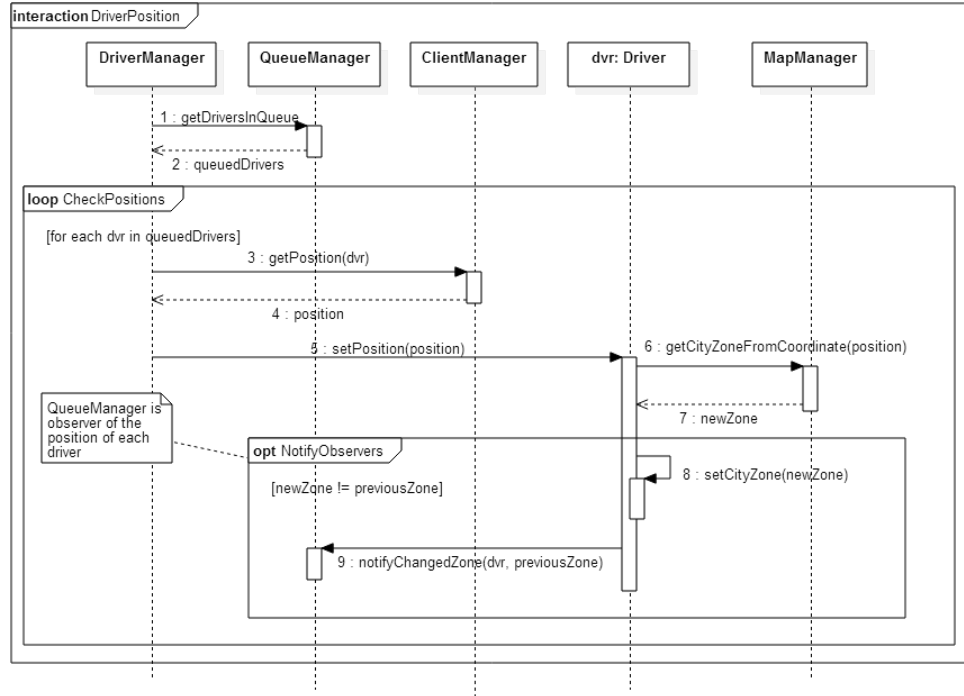 interaction DriverPosition
DriverManager
QueueManager
ClientManager
dvr: Driver
MapManager
1 : getDriversInQueue
2 : queuedDrivers
loop CheckPositions
[for each dvr in queuedDrivers]
3 : getPosition(dvr)
4 : position
5 : setPosition(position)
6 : getCityZoneFromCoordinate(position)
7 : newZone
QueueManager is
observer of the
position of each
driver
opt NotifyObservers
[newZone != previousZone]
8 : setCityZone(newZone)
9 : notifyChangedZone(dvr, previousZone)